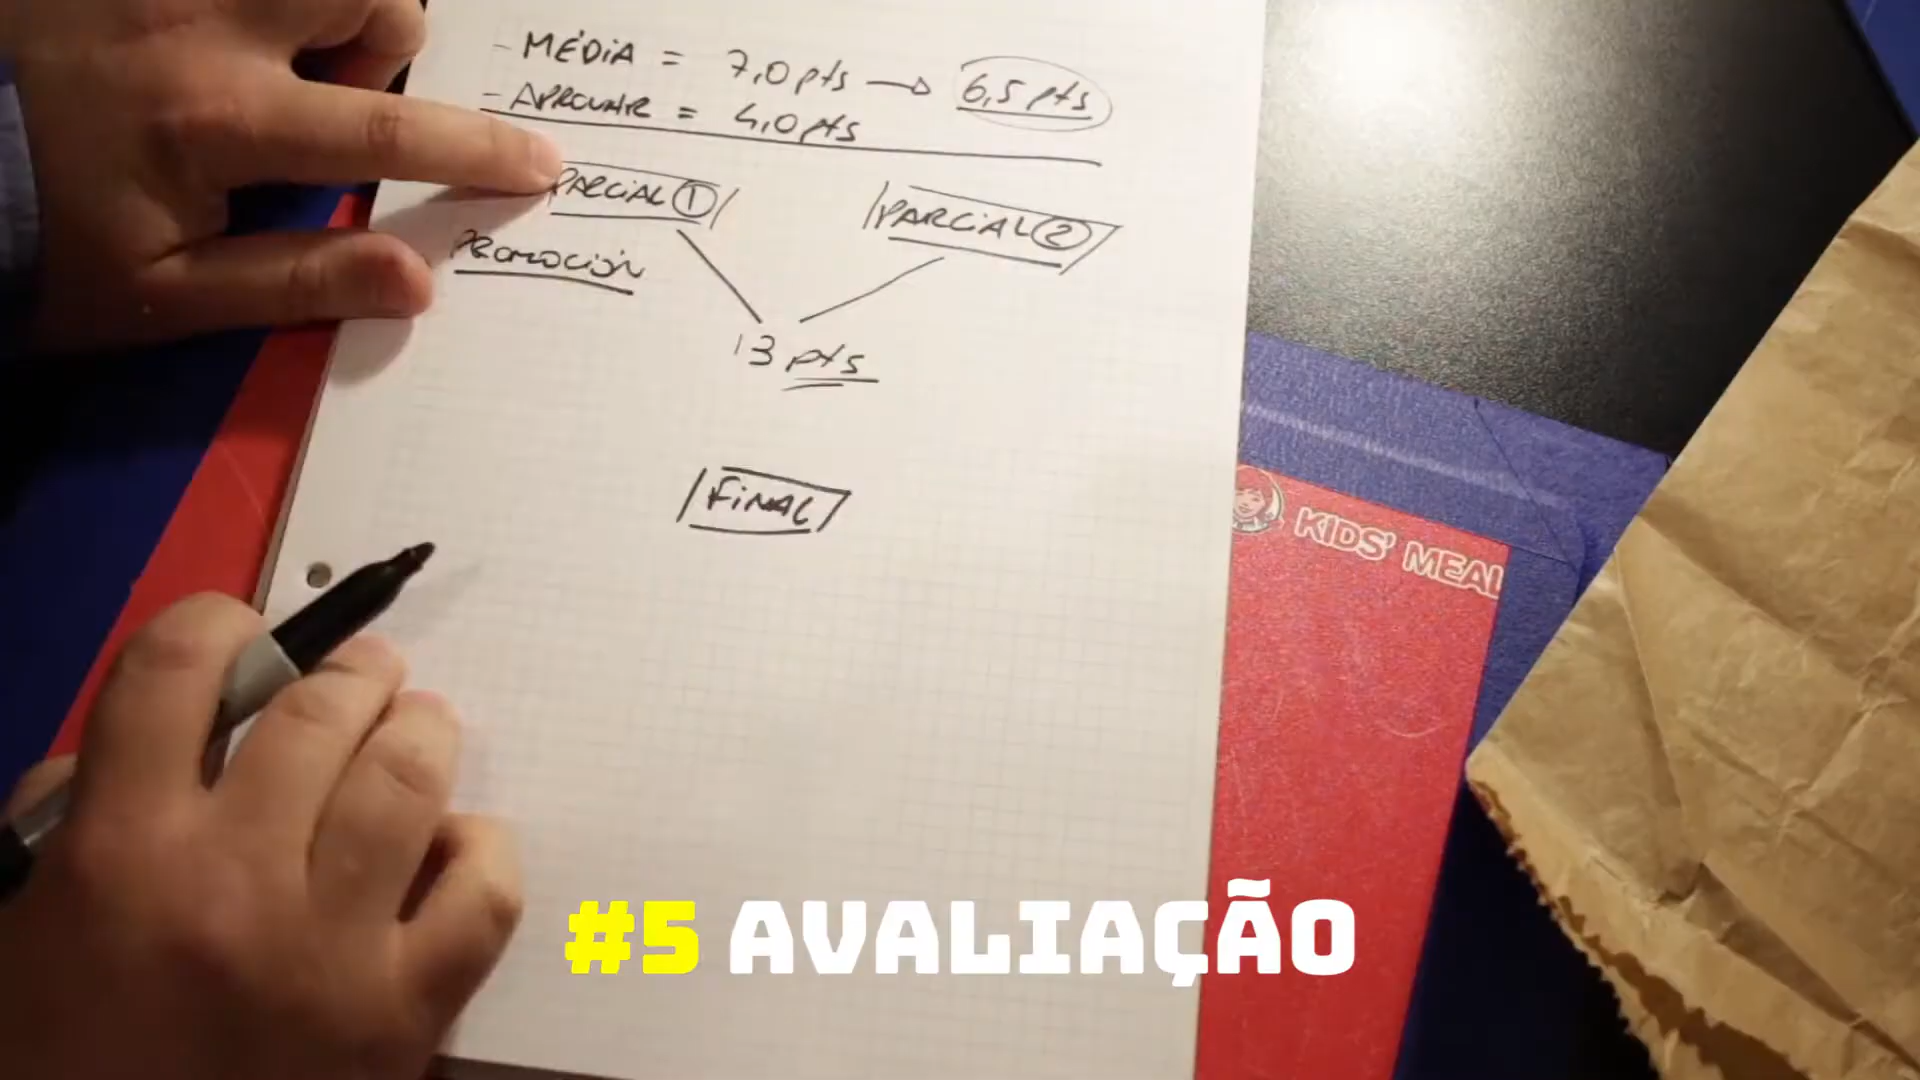 - MÉDIA = 7,0 pts → 6,5 pts
- APROVAR = 4,0 pts
PARCIAL 1
PARCIAL 2
PROMOCIÓN
13 pts
FINAL
KIDS' MEAL
#5 AVALIAÇÃO